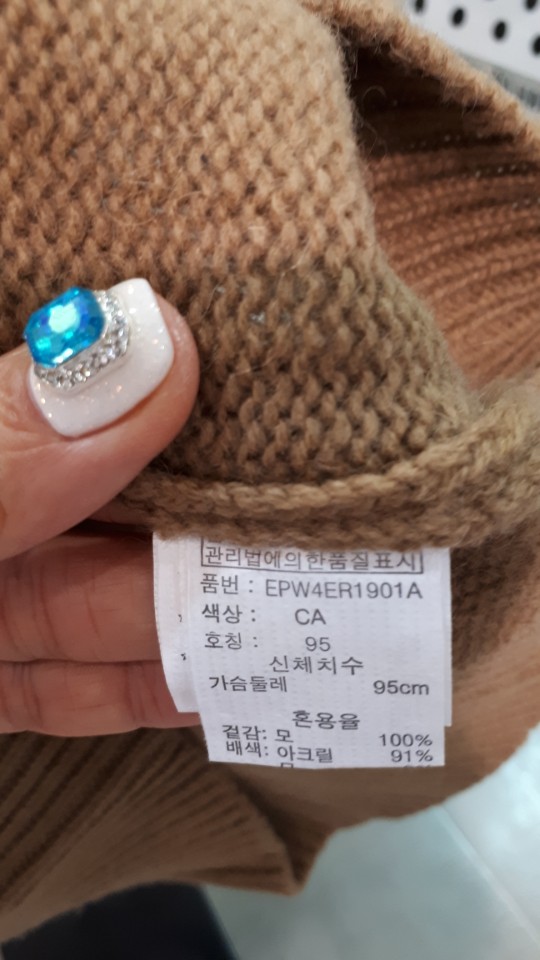 관리법에의한품질표시
품번 : EPW4ER1901A
색상 : CA
호칭 : 95
신체치수
가슴둘레 95cm
혼용율
겉감: 모 100%
배색: 아크릴 91%